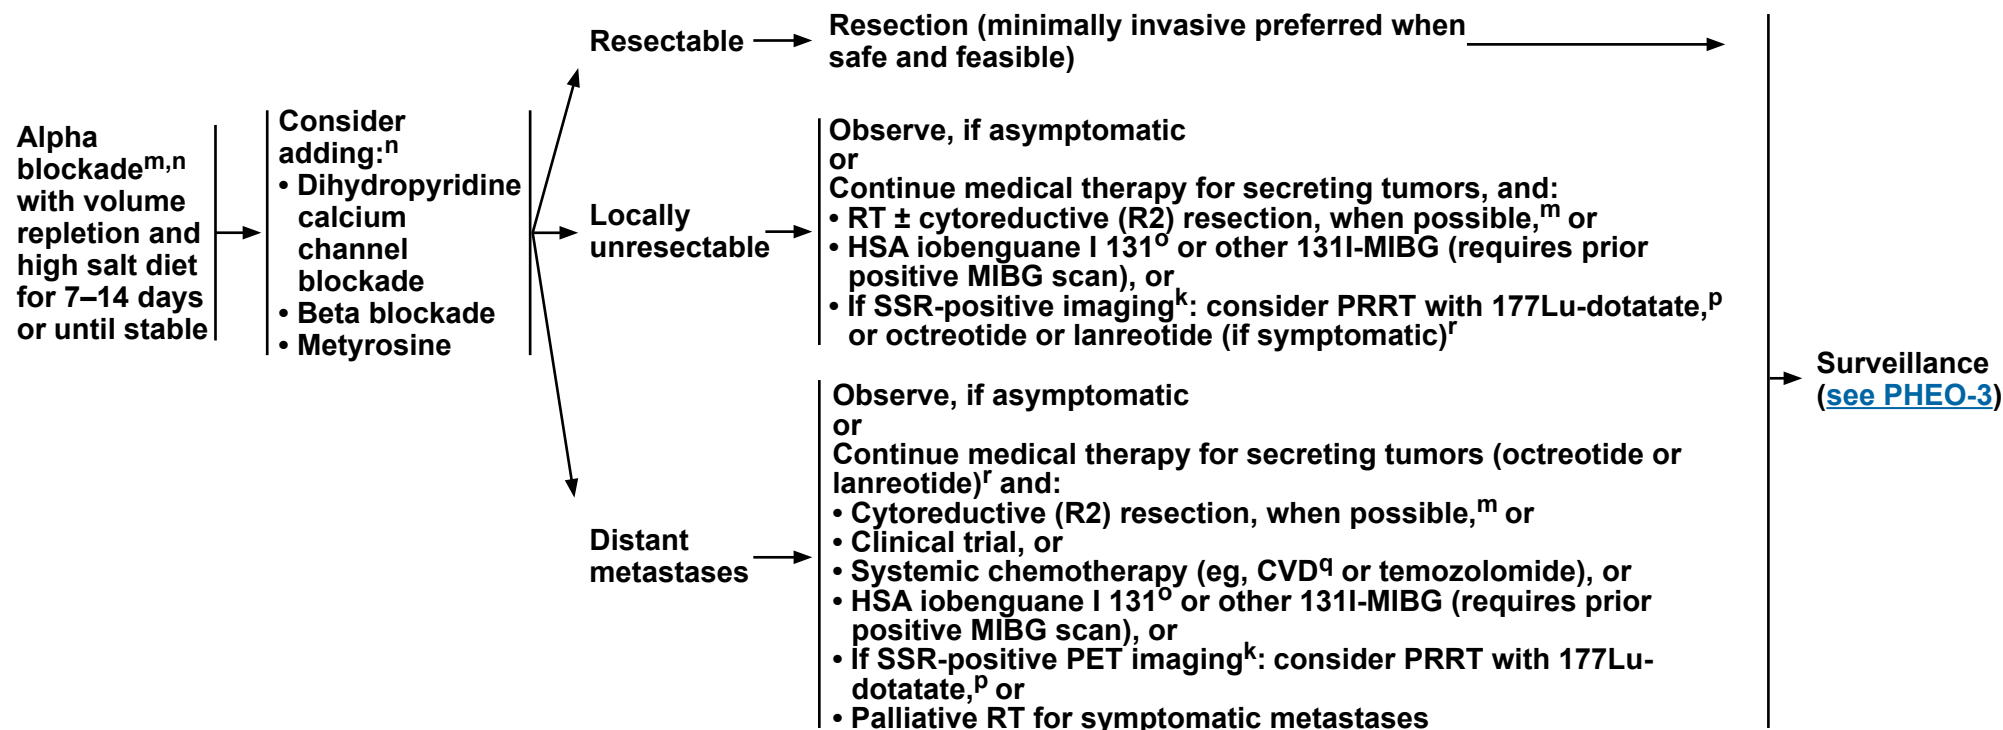 Alpha
blockadem,n
with volume
repletion and
high salt diet
for 7–14 days
or until stable
Consider
adding:n
• Dihydropyridine
calcium
channel
blockade
• Beta blockade
• Metyrosine
Resectable
Resection (minimally invasive preferred when
safe and feasible)
Locally
unresectable
Observe, if asymptomatic
or
Continue medical therapy for secreting tumors, and:
• RT ± cytoreductive (R2) resection, when possible,m or
• HSA iobenguane I 131o or other 131I-MIBG (requires prior
positive MIBG scan), or
• If SSR-positive imagingk: consider PRRT with 177Lu-dotatate,p
or octreotide or lanreotide (if symptomatic)r
Distant
metastases
Observe, if asymptomatic
or
Continue medical therapy for secreting tumors (octreotide or
lanreotide)r and:
• Cytoreductive (R2) resection, when possible,m or
• Clinical trial, or
• Systemic chemotherapy (eg, CVDq or temozolomide), or
• HSA iobenguane I 131o or other 131I-MIBG (requires prior
positive MIBG scan), or
• If SSR-positive PET imagingk: consider PRRT with 177Lu-
dotatate,p or
• Palliative RT for symptomatic metastases
Surveillance
(see PHEO-3)